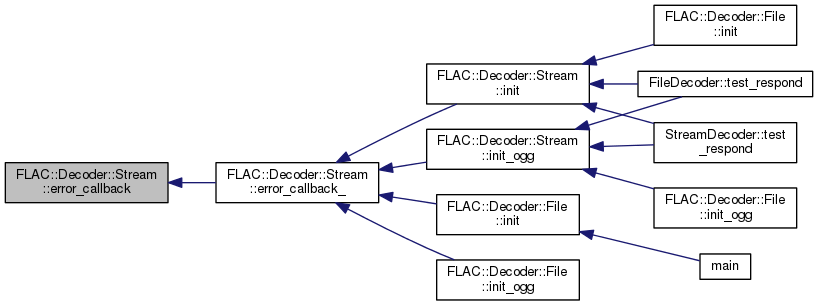 FLAC::Decoder::Stream
::error_callback
FLAC::Decoder::Stream
::error_callback_
FLAC::Decoder::Stream
::init
FLAC::Decoder::Stream
::init_ogg
FLAC::Decoder::File
::init
FLAC::Decoder::File
::init_ogg
FLAC::Decoder::File
::init
FileDecoder::test_respond
StreamDecoder::test
_respond
FLAC::Decoder::File
::init_ogg
main